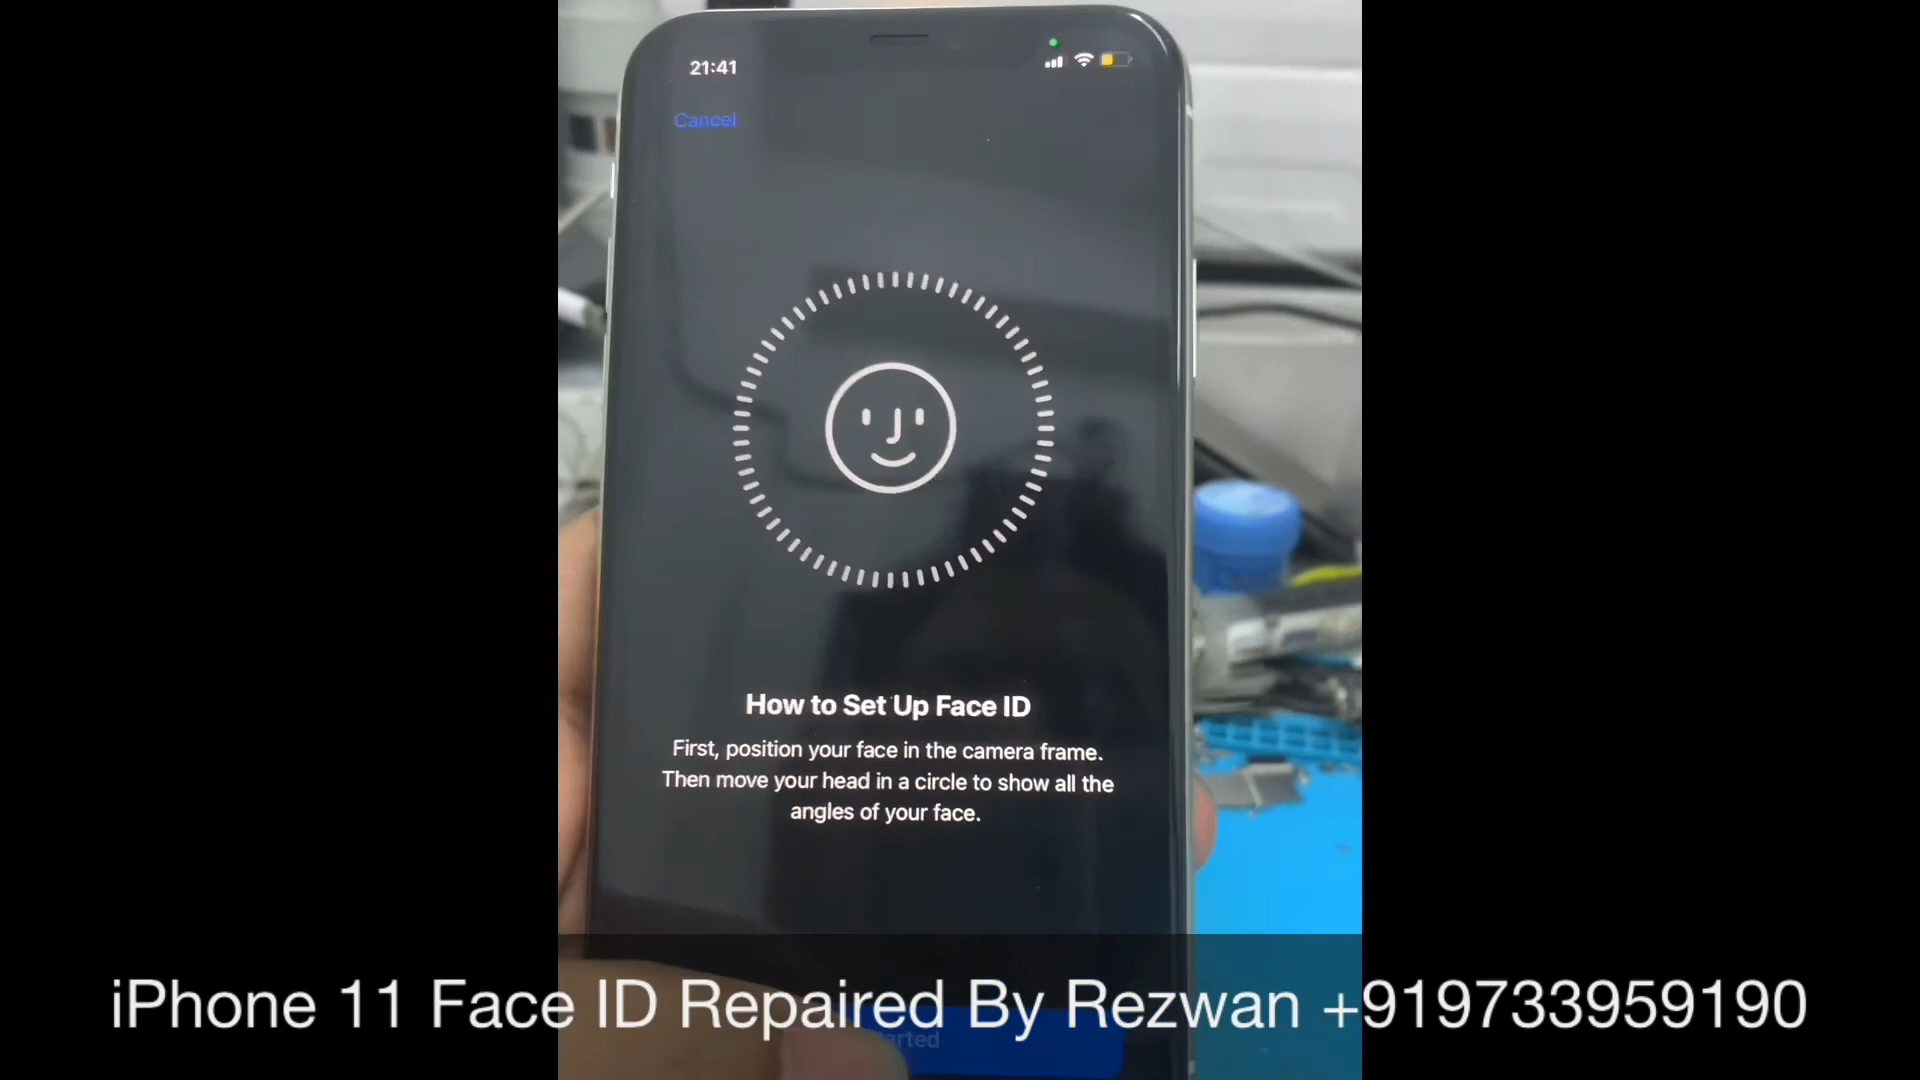 21:41
Cancel
How to Set Up Face ID
First, position your face in the camera frame.
Then move your head in a circle to show all the
angles of your face.
iPhone 11 Face ID Repaired By Rezwan +919733959190